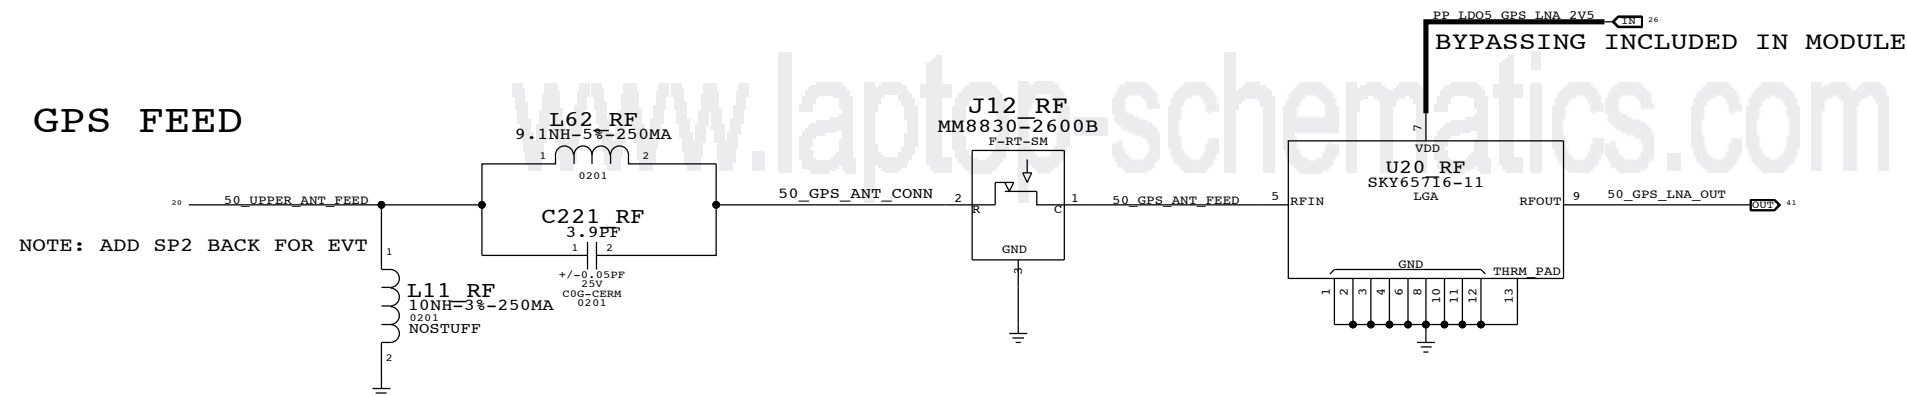 PP_LDO5_GPS_LNA_2V5 IN 26
BYPASSING INCLUDED IN MODULE
www.laptop-schematics.com
GPS FEED
L62_RF
9.1NH-5%-250MA
1 2
0201
J12_RF
MM8830-2600B
F-RT-SM
7
VDD
U20_RF
SKY65716-11
LGA
20 50_UPPER_ANT_FEED
50_GPS_ANT_CONN 2 R C 1
50_GPS_ANT_FEED 5 RFIN
RFOUT 9 50_GPS_LNA_OUT OUT 41
C221_RF
3.9PF
1 2
+/-0.05PF
25V
C0G-CERM
0201
NOTE: ADD SP2 BACK FOR EVT
GND
3
GND THRM_PAD
1 2 3 4 6 8 10 11 12 13
1
L11_RF
10NH-3%-250MA
0201
NOSTUFF
2